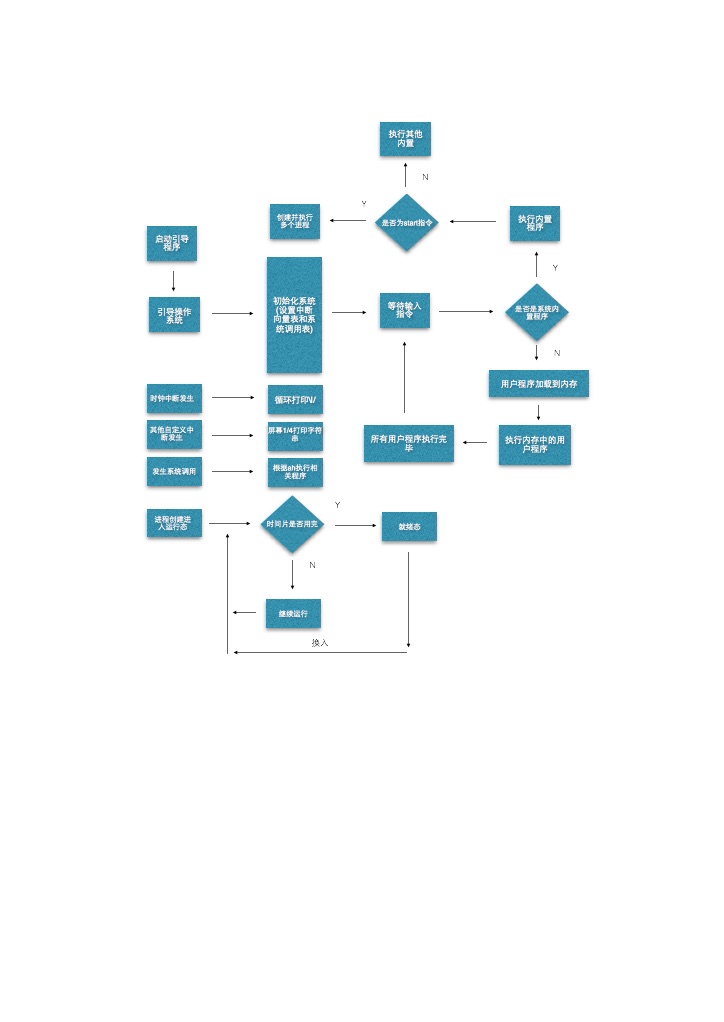 执行其他
内置
N
Y
是否为start指令
创建并执行
多个进程
执行内置
程序
启动引导
程序
Y
引导操作
系统
初始化系统
(设置中断
向量表和系
统调用表)
等待输入
指令
是否是系统内
置程序
N
用户程序加载到内存
时钟中断发生
循环打印\/
其他自定义中
断发生
屏幕1/4打印字符
串
所有用户程序执行完
毕
执行内存中的用
户程序
发生系统调用
根据ah执行相
关程序
进程创建进
入运行态
时间片是否用完
Y
就绪态
N
继续运行
换入